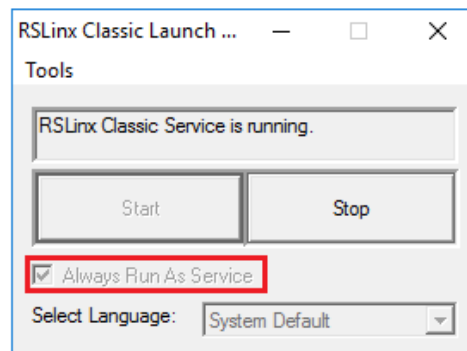 RSLinx Classic Launch ...
Tools
RSLinx Classic Service is running.
Start Stop
Always Run As Service
Select Language: System Default